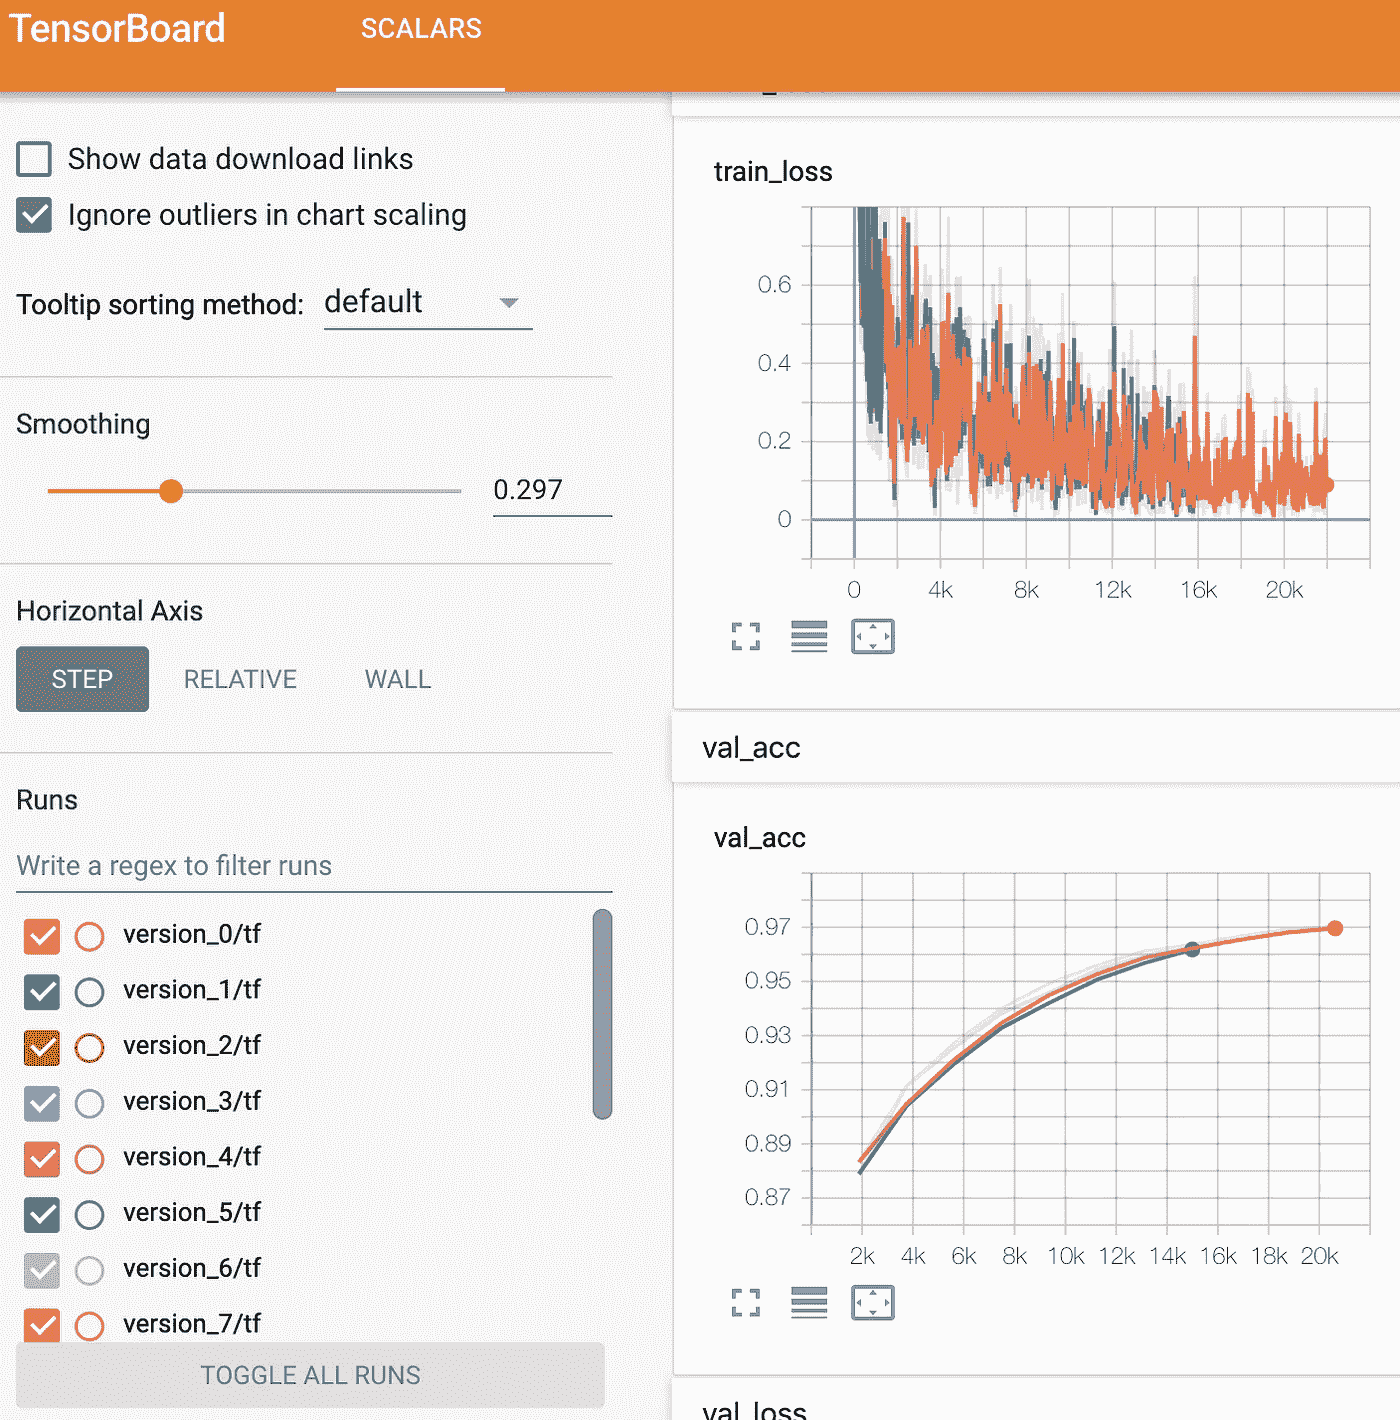 TensorBoard
SCALARS
Show data download links
Ignore outliers in chart scaling
Tooltip sorting method: default
Smoothing
0.297
Horizontal Axis
STEP RELATIVE WALL
Runs
Write a regex to filter runs
version_0/tf
version_1/tf
version_2/tf
version_3/tf
version_4/tf
version_5/tf
version_6/tf
version_7/tf
TOGGLE ALL RUNS
train_loss
0.6
0.4
0.2
0
0 4k 8k 12k 16k 20k
val_acc
val_acc
0.97
0.95
0.93
0.91
0.89
0.87
2k 4k 6k 8k 10k 12k 14k 16k 18k 20k
val_loss